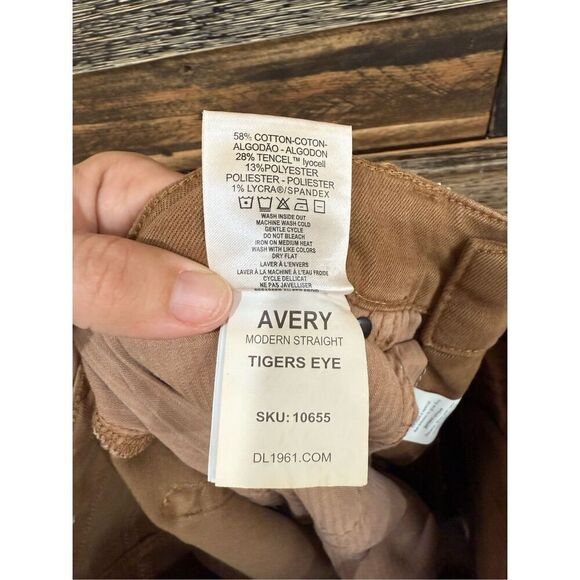 58% COTTON-COTON-
ALGODÃO - ALGODON
28% TENCEL™ lyocell
13%POLYESTER
POLIESTER - POLIESTER
1% LYCRA®/SPANDEX
WASH INSIDE OUT
MACHINE WASH COLD
GENTLE CYCLE
DO NOT BLEACH
IRON ON MEDIUM HEAT
WASH WITH LIKE COLORS
DRY FLAT
LAVER À L'ENVERS
LAVER À LA MACHINE À L'EAU FROIDE
CYCLE DELLICAT
NE PAS JAVELLISER
AVERY
MODERN STRAIGHT
TIGERS EYE
SKU: 10655
DL1961.COM